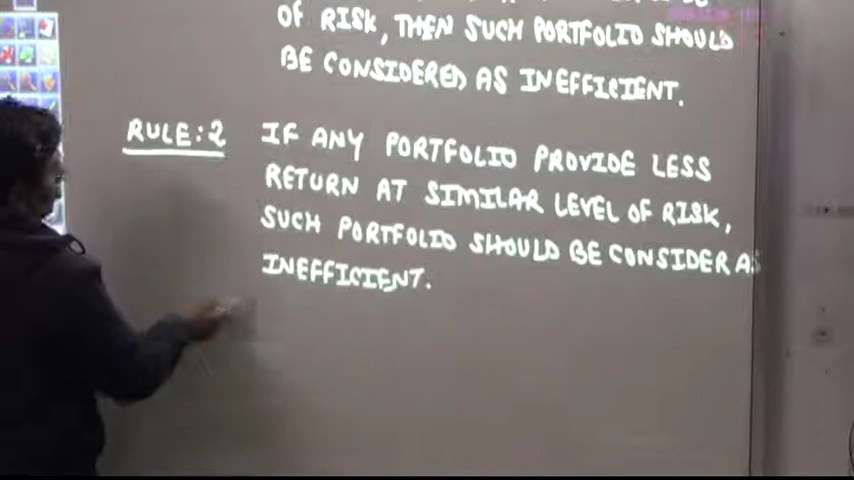 OF RISK, THEN SUCH PORTFOLIO SHOULD
BE CONSIDERED AS INEFFICIENT.
RULE:2 IF ANY PORTFOLIO PROVIDE LESS
RETURN AT SIMILAR LEVEL OF RISK,
SUCH PORTFOLIO SHOULD BE CONSIDER AS
INEFFICIENT.